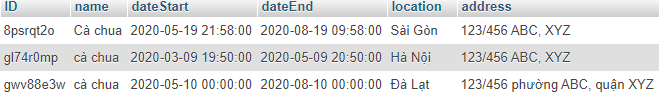 ID name dateStart dateEnd location address
8psrqt2o Cà chua 2020-05-19 21:58:00 2020-08-19 09:58:00 Sài Gòn 123/456 ABC, XYZ
gl74r0mp cà chua 2020-03-09 19:50:00 2020-05-09 20:50:00 Hà Nội 123/456 ABC, XYZ
gwv88e3w cà chua 2020-05-10 00:00:00 2020-08-10 00:00:00 Đà Lạt 123/456 phường ABC, quận XYZ